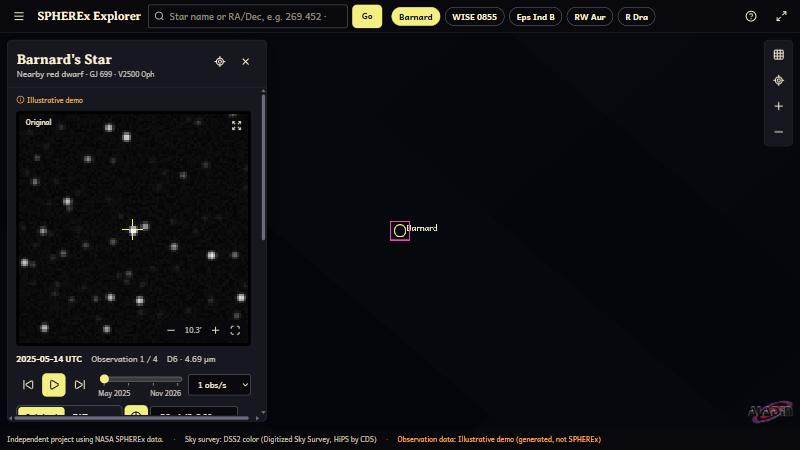 SPHEREx Explorer
Star name or RA/Dec, e.g. 269.452 ·
Go
Barnard
WISE 0855
Eps Ind B
RW Aur
R Dra
Barnard's Star
Nearby red dwarf · GJ 699 · V2500 Oph
Illustrative demo
Original
10.3'
2025-05-14 UTC Observation 1 / 4 D6 · 4.69 µm
May 2025 Nov 2026
1 obs/s
Barnard
Aladin
Independent project using NASA SPHEREx data. · Sky survey: DSS2 color (Digitized Sky Survey, HiPS by CDS) · Observation data: Illustrative demo (generated, not SPHEREx)